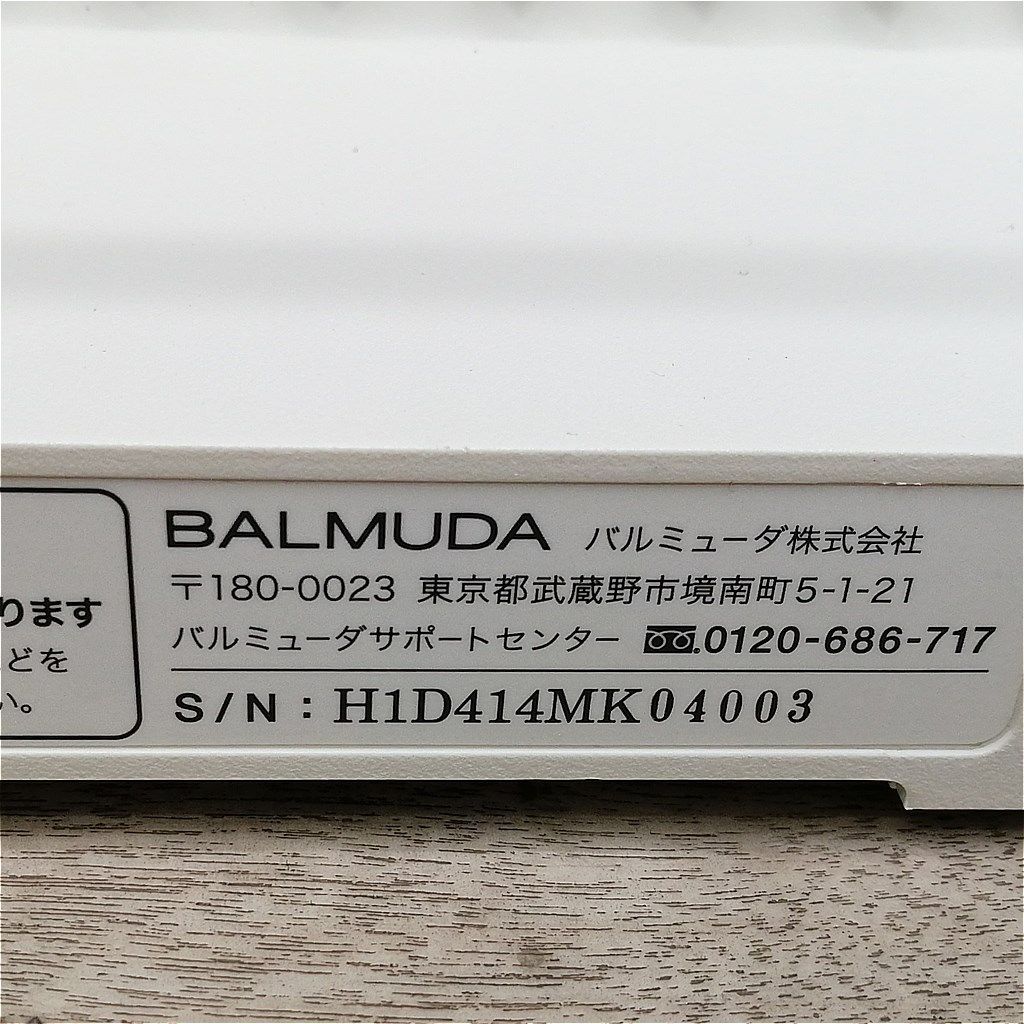 ります
どを
い。
BALMUDA バルミューダ株式会社
〒180-0023 東京都武蔵野市境南町5-1-21
バルミューダサポートセンター 0120-686-717
S/N：H1D414MK04003